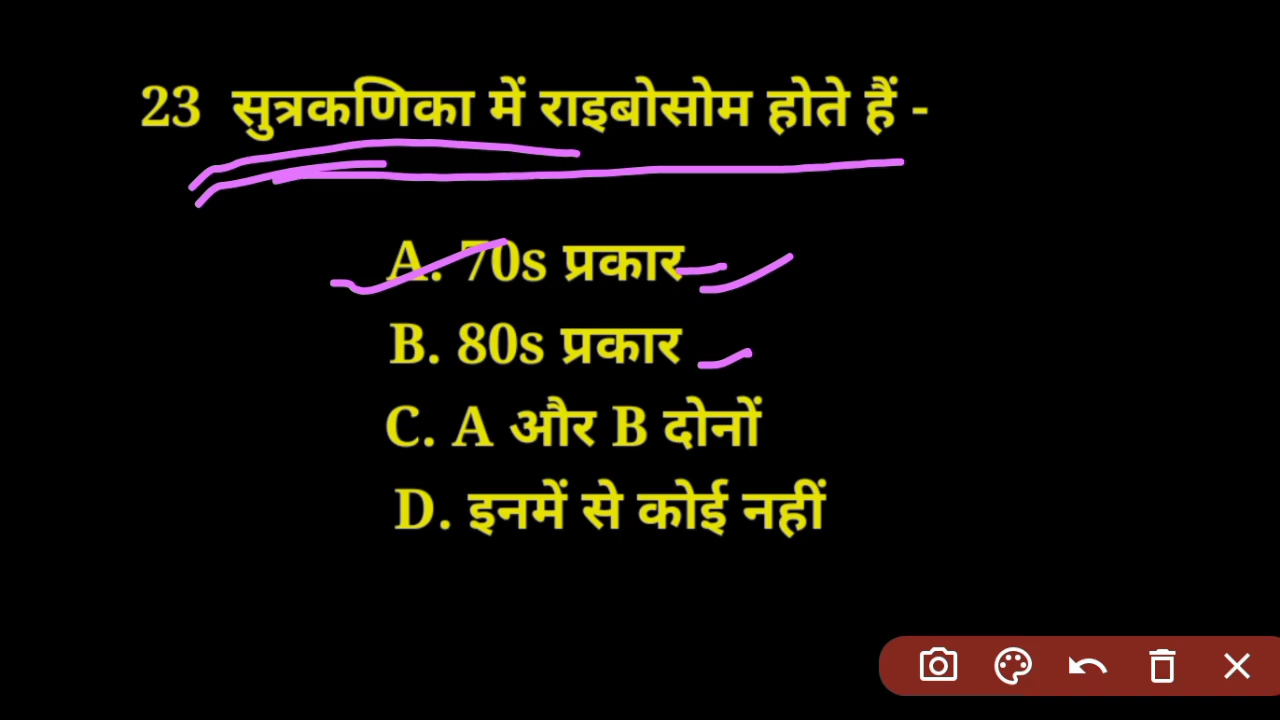 23 सुत्रकणिका में राइबोसोम होते हैं -
A. 70s प्रकार
B. 80s प्रकार
C. A और B दोनों
D. इनमें से कोई नहीं